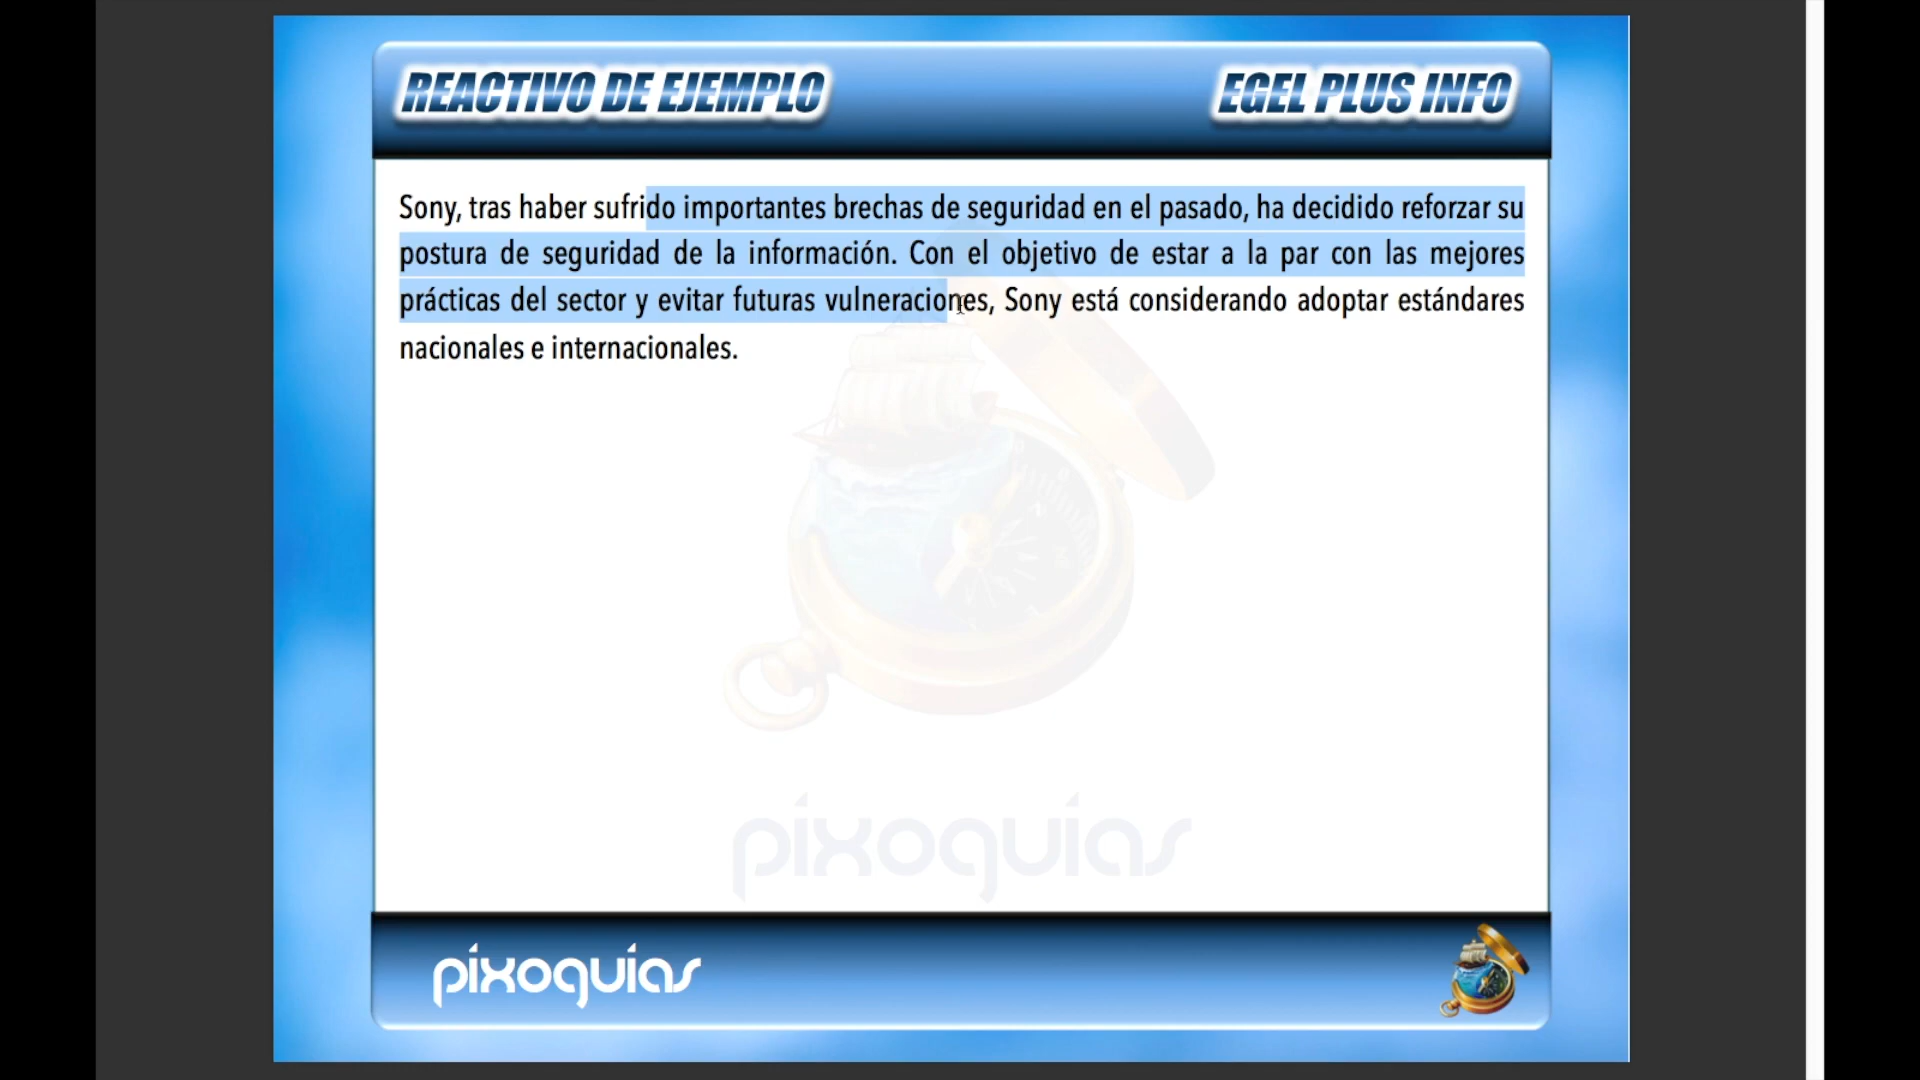 REACTIVO DE EJEMPLO
EGEL PLUS INFO
Sony, tras haber sufrido importantes brechas de seguridad en el pasado, ha decidido reforzar su
postura de seguridad de la información. Con el objetivo de estar a la par con las mejores
prácticas del sector y evitar futuras vulneraciones, Sony está considerando adoptar estándares
nacionales e internacionales.
pixoguías
pixoguías